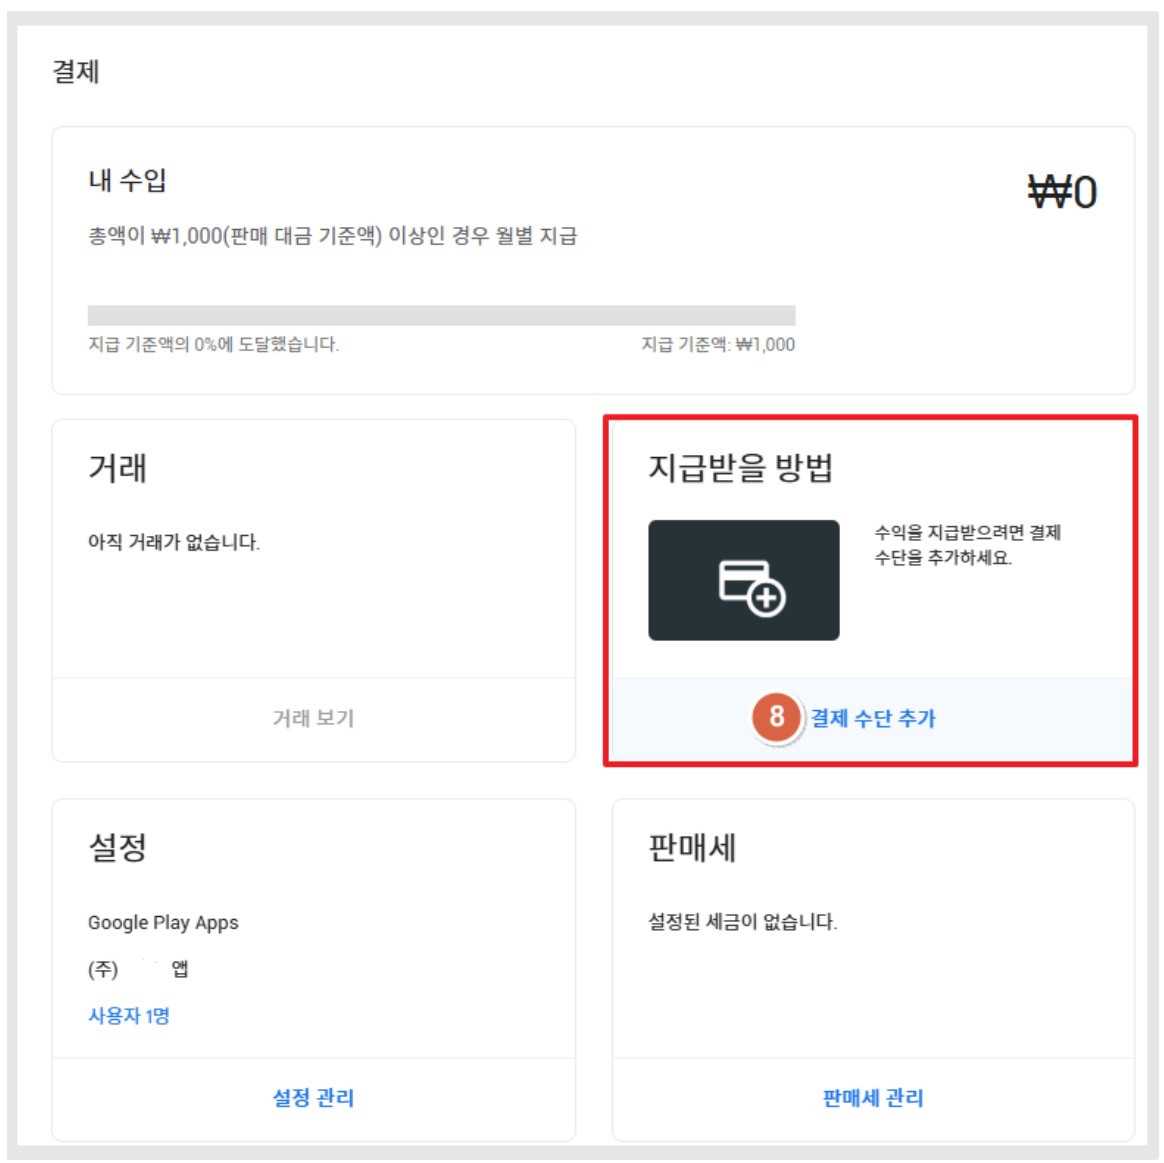 결제
내 수입
₩0
총액이 ₩1,000(판매 대금 기준액) 이상인 경우 월별 지급
지급 기준액의 0%에 도달했습니다.
지급 기준액: ₩1,000
거래
아직 거래가 없습니다.
거래 보기
지급받을 방법
수익을 지급받으려면 결제
수단을 추가하세요.
8 결제 수단 추가
설정
Google Play Apps
(주) 앱
사용자 1명
설정 관리
판매세
설정된 세금이 없습니다.
판매세 관리